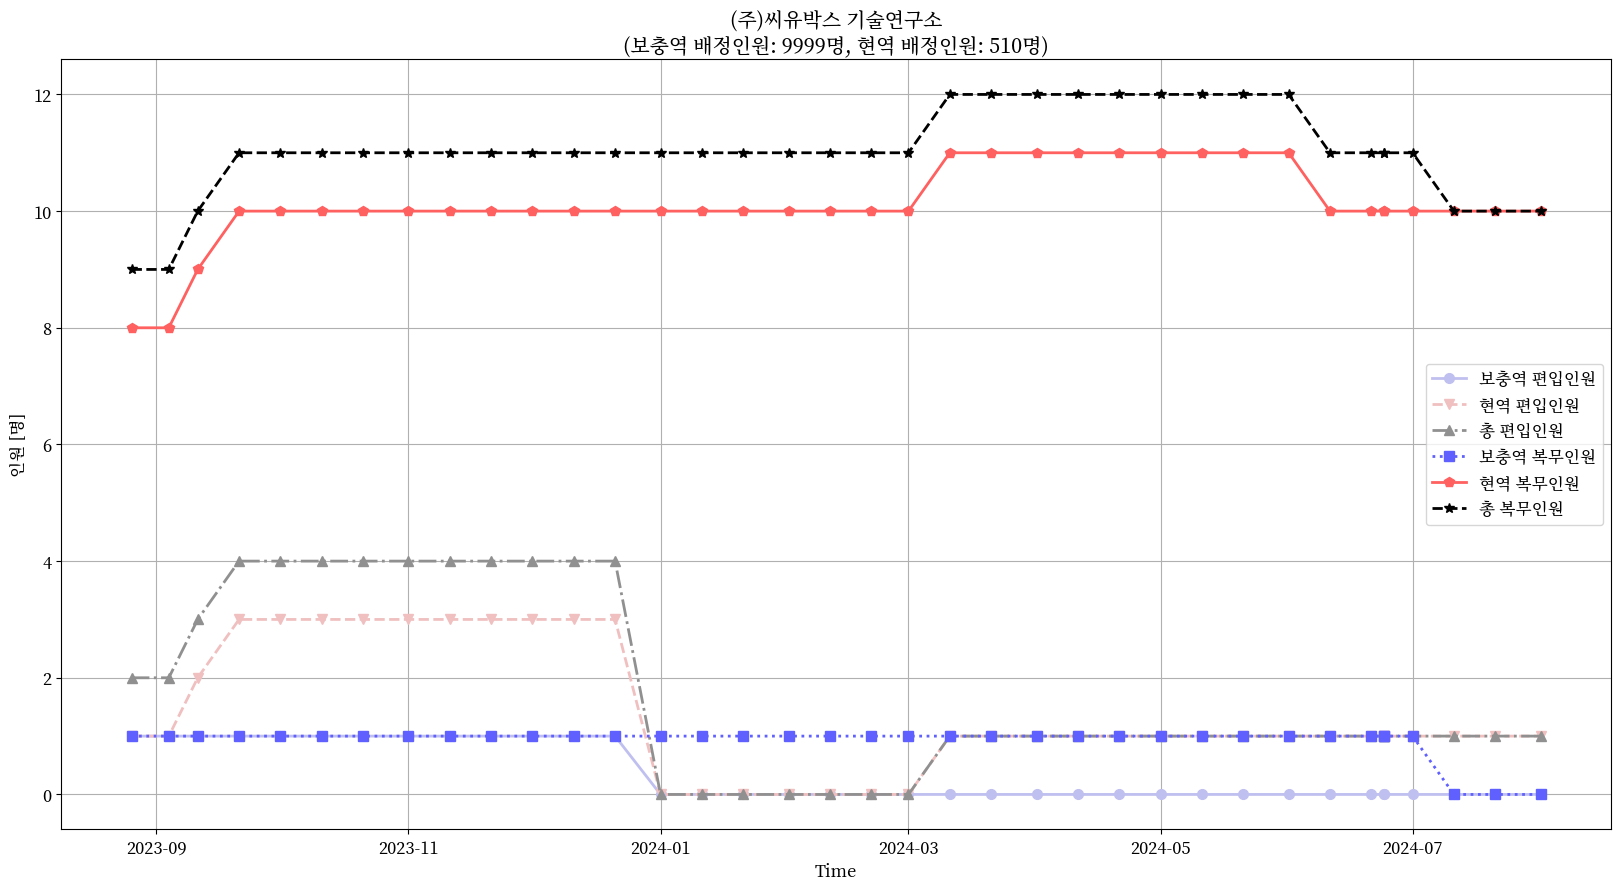 (주)씨유박스 기술연구소
(보충역 배정인원: 9999명, 현역 배정인원: 510명)
인원 [명]
12
10
8
6
4
2
0
보충역 편입인원
현역 편입인원
총 편입인원
보충역 복무인원
현역 복무인원
총 복무인원
2023-09
2023-11
2024-01
2024-03
2024-05
2024-07
Time